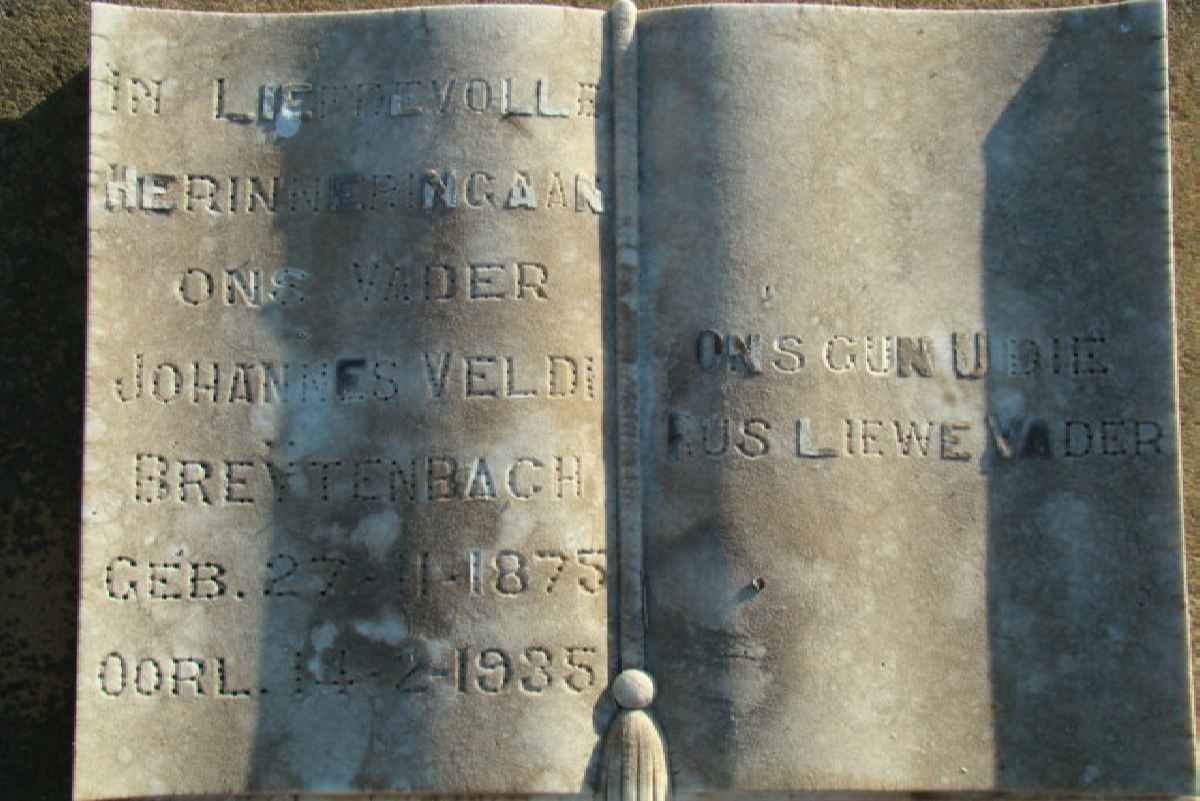 IN LIEFDEVOLLE
HERINNERING AAN
ONS VADER
JOHANNES VELDI
BREYTENBACH
GEB. 27-11-1875
OORL. 14-2-1935
ONS GUN U DIE
RUS LIEWE VADER